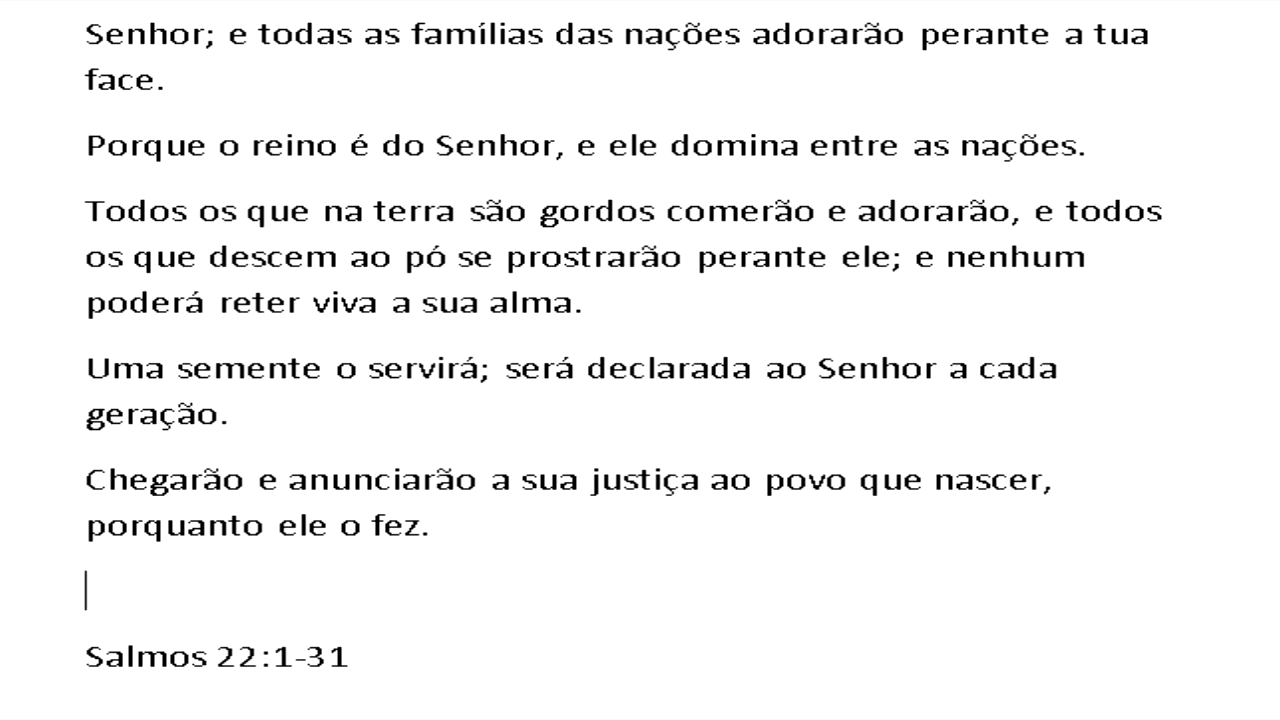 Senhor; e todas as famílias das nações adorarão perante a tua
face.
Porque o reino é do Senhor, e ele domina entre as nações.
Todos os que na terra são gordos comerão e adorarão, e todos
os que descem ao pó se prostrarão perante ele; e nenhum
poderá reter viva a sua alma.
Uma semente o servirá; será declarada ao Senhor a cada
geração.
Chegarão e anunciarão a sua justiça ao povo que nascer,
porquanto ele o fez.
Salmos 22:1-31